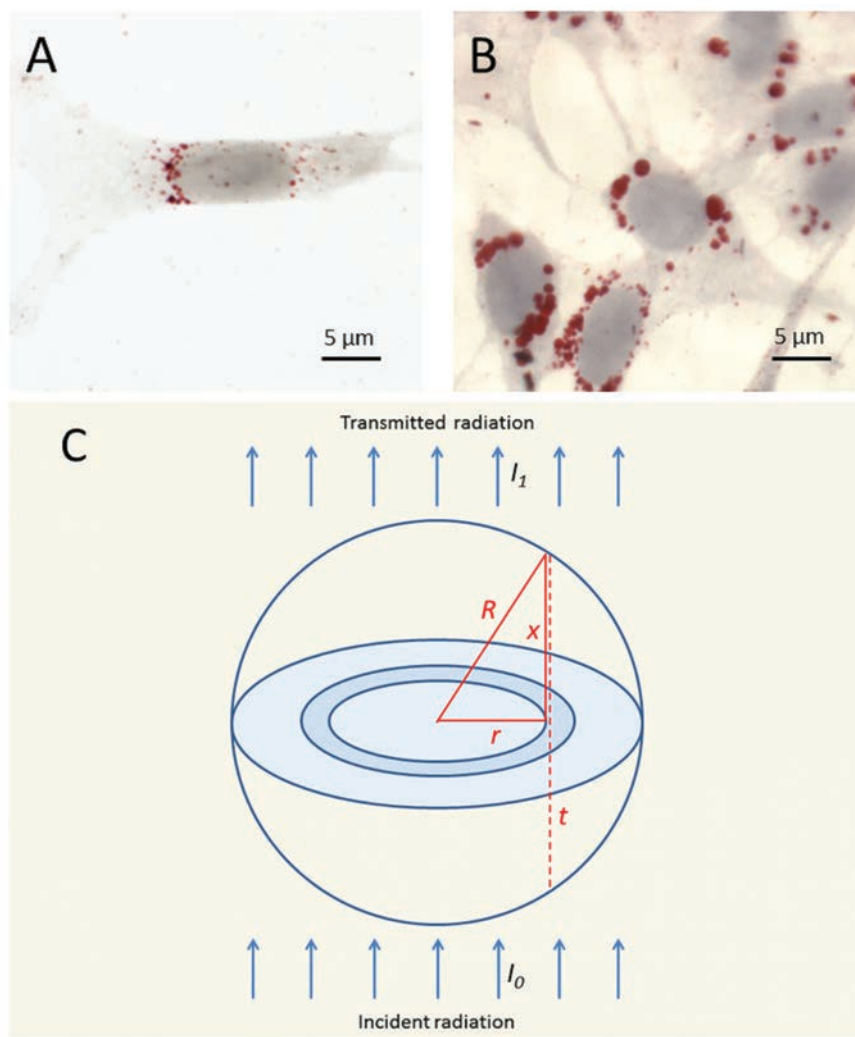 A
5 μm
B
5 μm
C
Transmitted radiation
I1
R
x
r
t
I0
Incident radiation